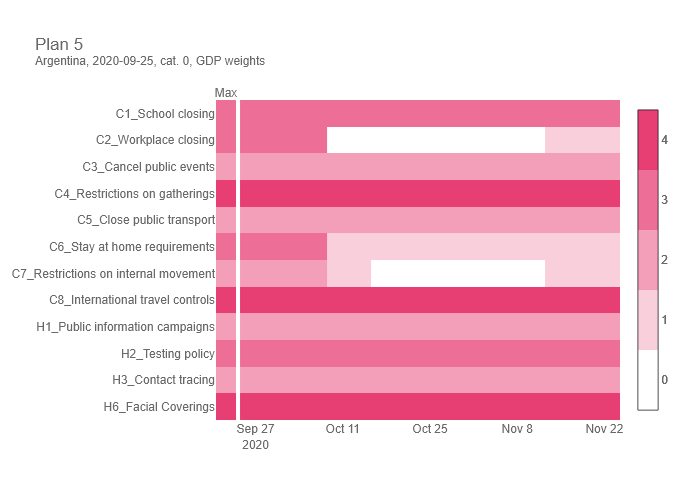 Plan 5
Argentina, 2020-09-25, cat. 0, GDP weights
Max
C1_School closing
C2_Workplace closing
C3_Cancel public events
C4_Restrictions on gatherings
C5_Close public transport
C6_Stay at home requirements
C7_Restrictions on internal movement
C8_International travel controls
H1_Public information campaigns
H2_Testing policy
H3_Contact tracing
H6_Facial Coverings
Sep 27 Oct 11 Oct 25 Nov 8 Nov 22
2020
4
3
2
1
0